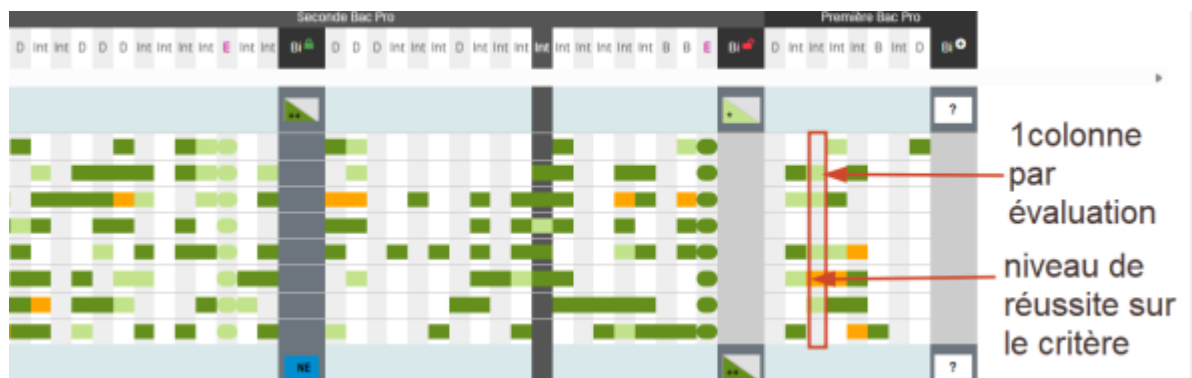 Seconde Bac Pro Première Bac Pro
D Int Int D D D Int Int Int Int E Int Int Bi D D D Int Int Int D Int Int Int Int Int Int Int Int Int B B E Bi D Int Int Int Int B Int D Bi
++ + ?
1colonne
par
évaluation
niveau de
réussite sur
le critère
NE ++ ?